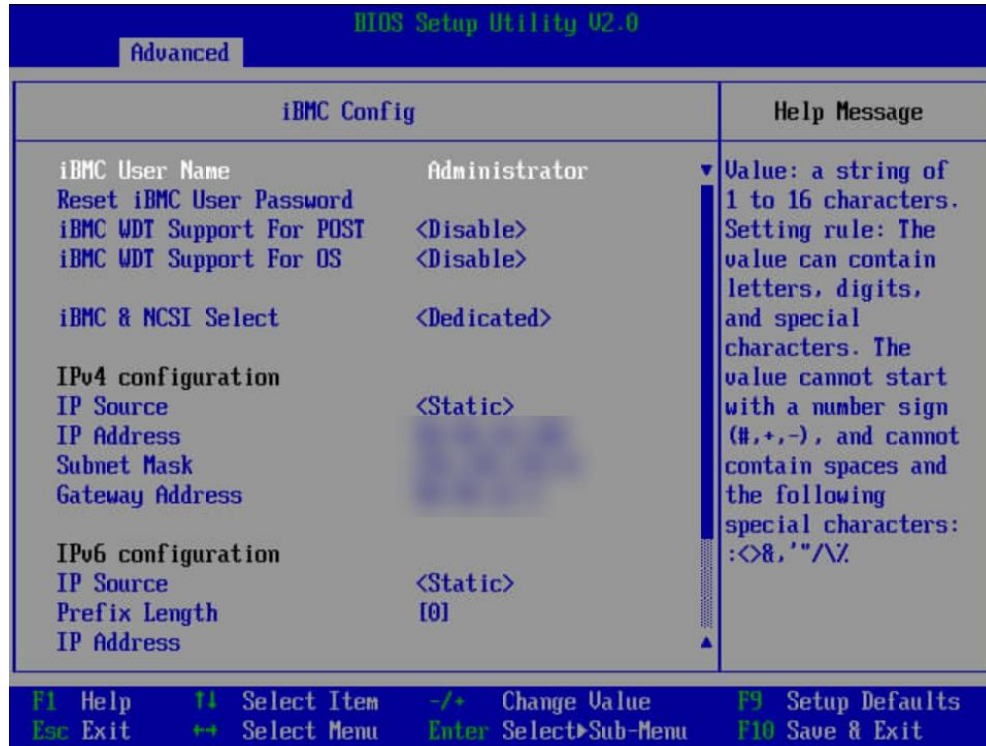 BIOS Setup Utility V2.0
Advanced
iBMC Config
iBMC User Name Administrator
Reset iBMC User Password
iBMC WDT Support For POST <Disable>
iBMC WDT Support For OS <Disable>
iBMC & NCSI Select <Dedicated>
IPv4 configuration
IP Source <Static>
IP Address
Subnet Mask
Gateway Address
IPv6 configuration
IP Source <Static>
Prefix Length [0]
IP Address
Help Message
Value: a string of
1 to 16 characters.
Setting rule: The
value can contain
letters, digits,
and special
characters. The
value cannot start
with a number sign
(#,+,-), and cannot
contain spaces and
the following
special characters:
:<>&,'"/\%
F1 Help ↑↓ Select Item -/+ Change Value F9 Setup Defaults
Esc Exit ←→ Select Menu Enter Select▶Sub-Menu F10 Save & Exit